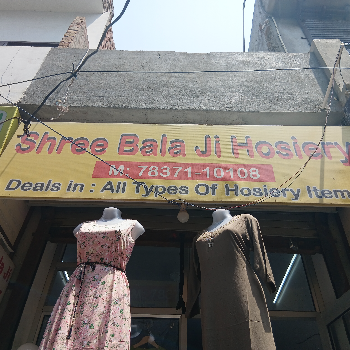 Shree Bala Ji Hosiery
M: 78371-10108
Deals in : All Types Of Hosiery Item